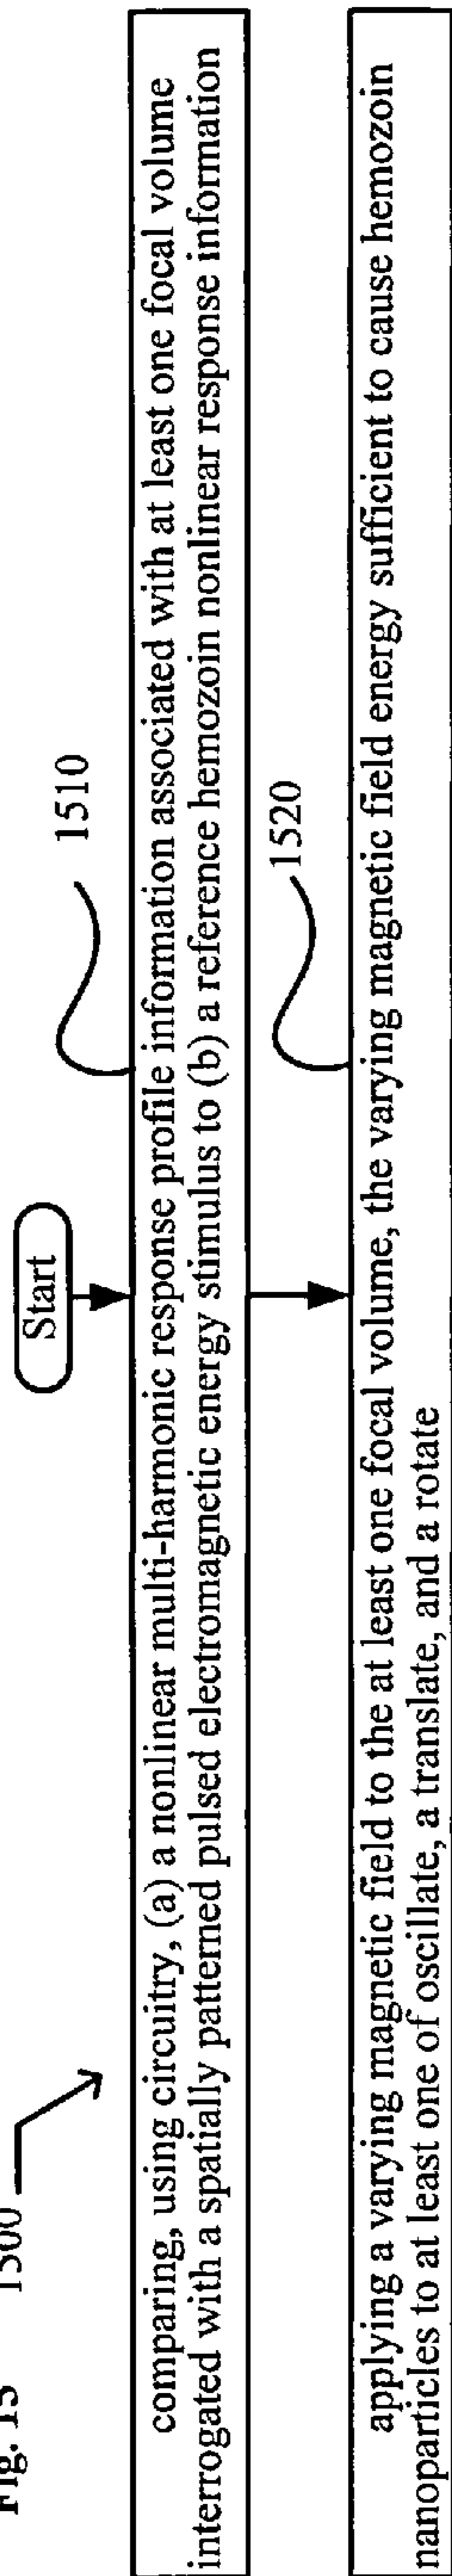 Fig. 15
1500
Start
1510
comparing, using circuitry, (a) a nonlinear multi-harmonic response profile information associated with at least one focal volume
interrogated with a spatially patterned pulsed electromagnetic energy stimulus to (b) a reference hemozoin nonlinear response information
1520
applying a varying magnetic field to the at least one focal volume, the varying magnetic field energy sufficient to cause hemozoin
nanoparticles to at least one of oscillate, a translate, and a rotate